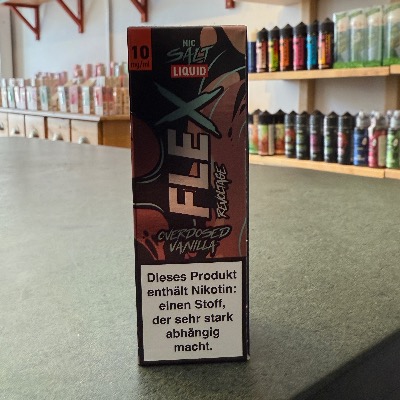 10
mg/ml
NIC
SALT
LIQUID
FLEX
REVOLTAGE
OVERDOSED
VANILLA
Dieses Produkt
enthält Nikotin:
einen Stoff,
der sehr stark
abhängig
macht.